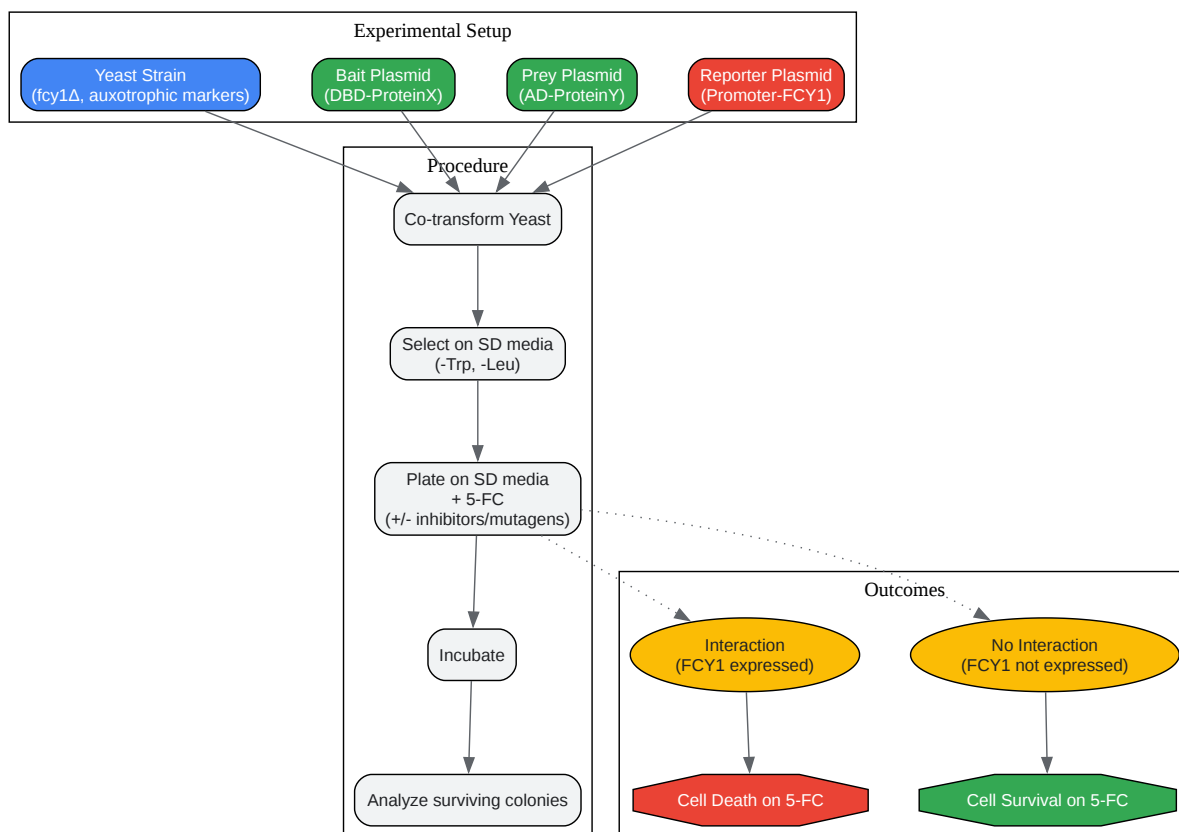 Experimental Setup
Yeast Strain
(fcy1Δ, auxotrophic markers)
Bait Plasmid
(DBD-ProteinX)
Prey Plasmid
(AD-ProteinY)
Reporter Plasmid
(Promoter-FCY1)
Procedure
Co-transform Yeast
Select on SD media
(-Trp, -Leu)
Plate on SD media
+ 5-FC
(+/- inhibitors/mutagens)
Incubate
Analyze surviving colonies
Outcomes
Interaction
(FCY1 expressed)
No Interaction
(FCY1 not expressed)
Cell Death on 5-FC
Cell Survival on 5-FC